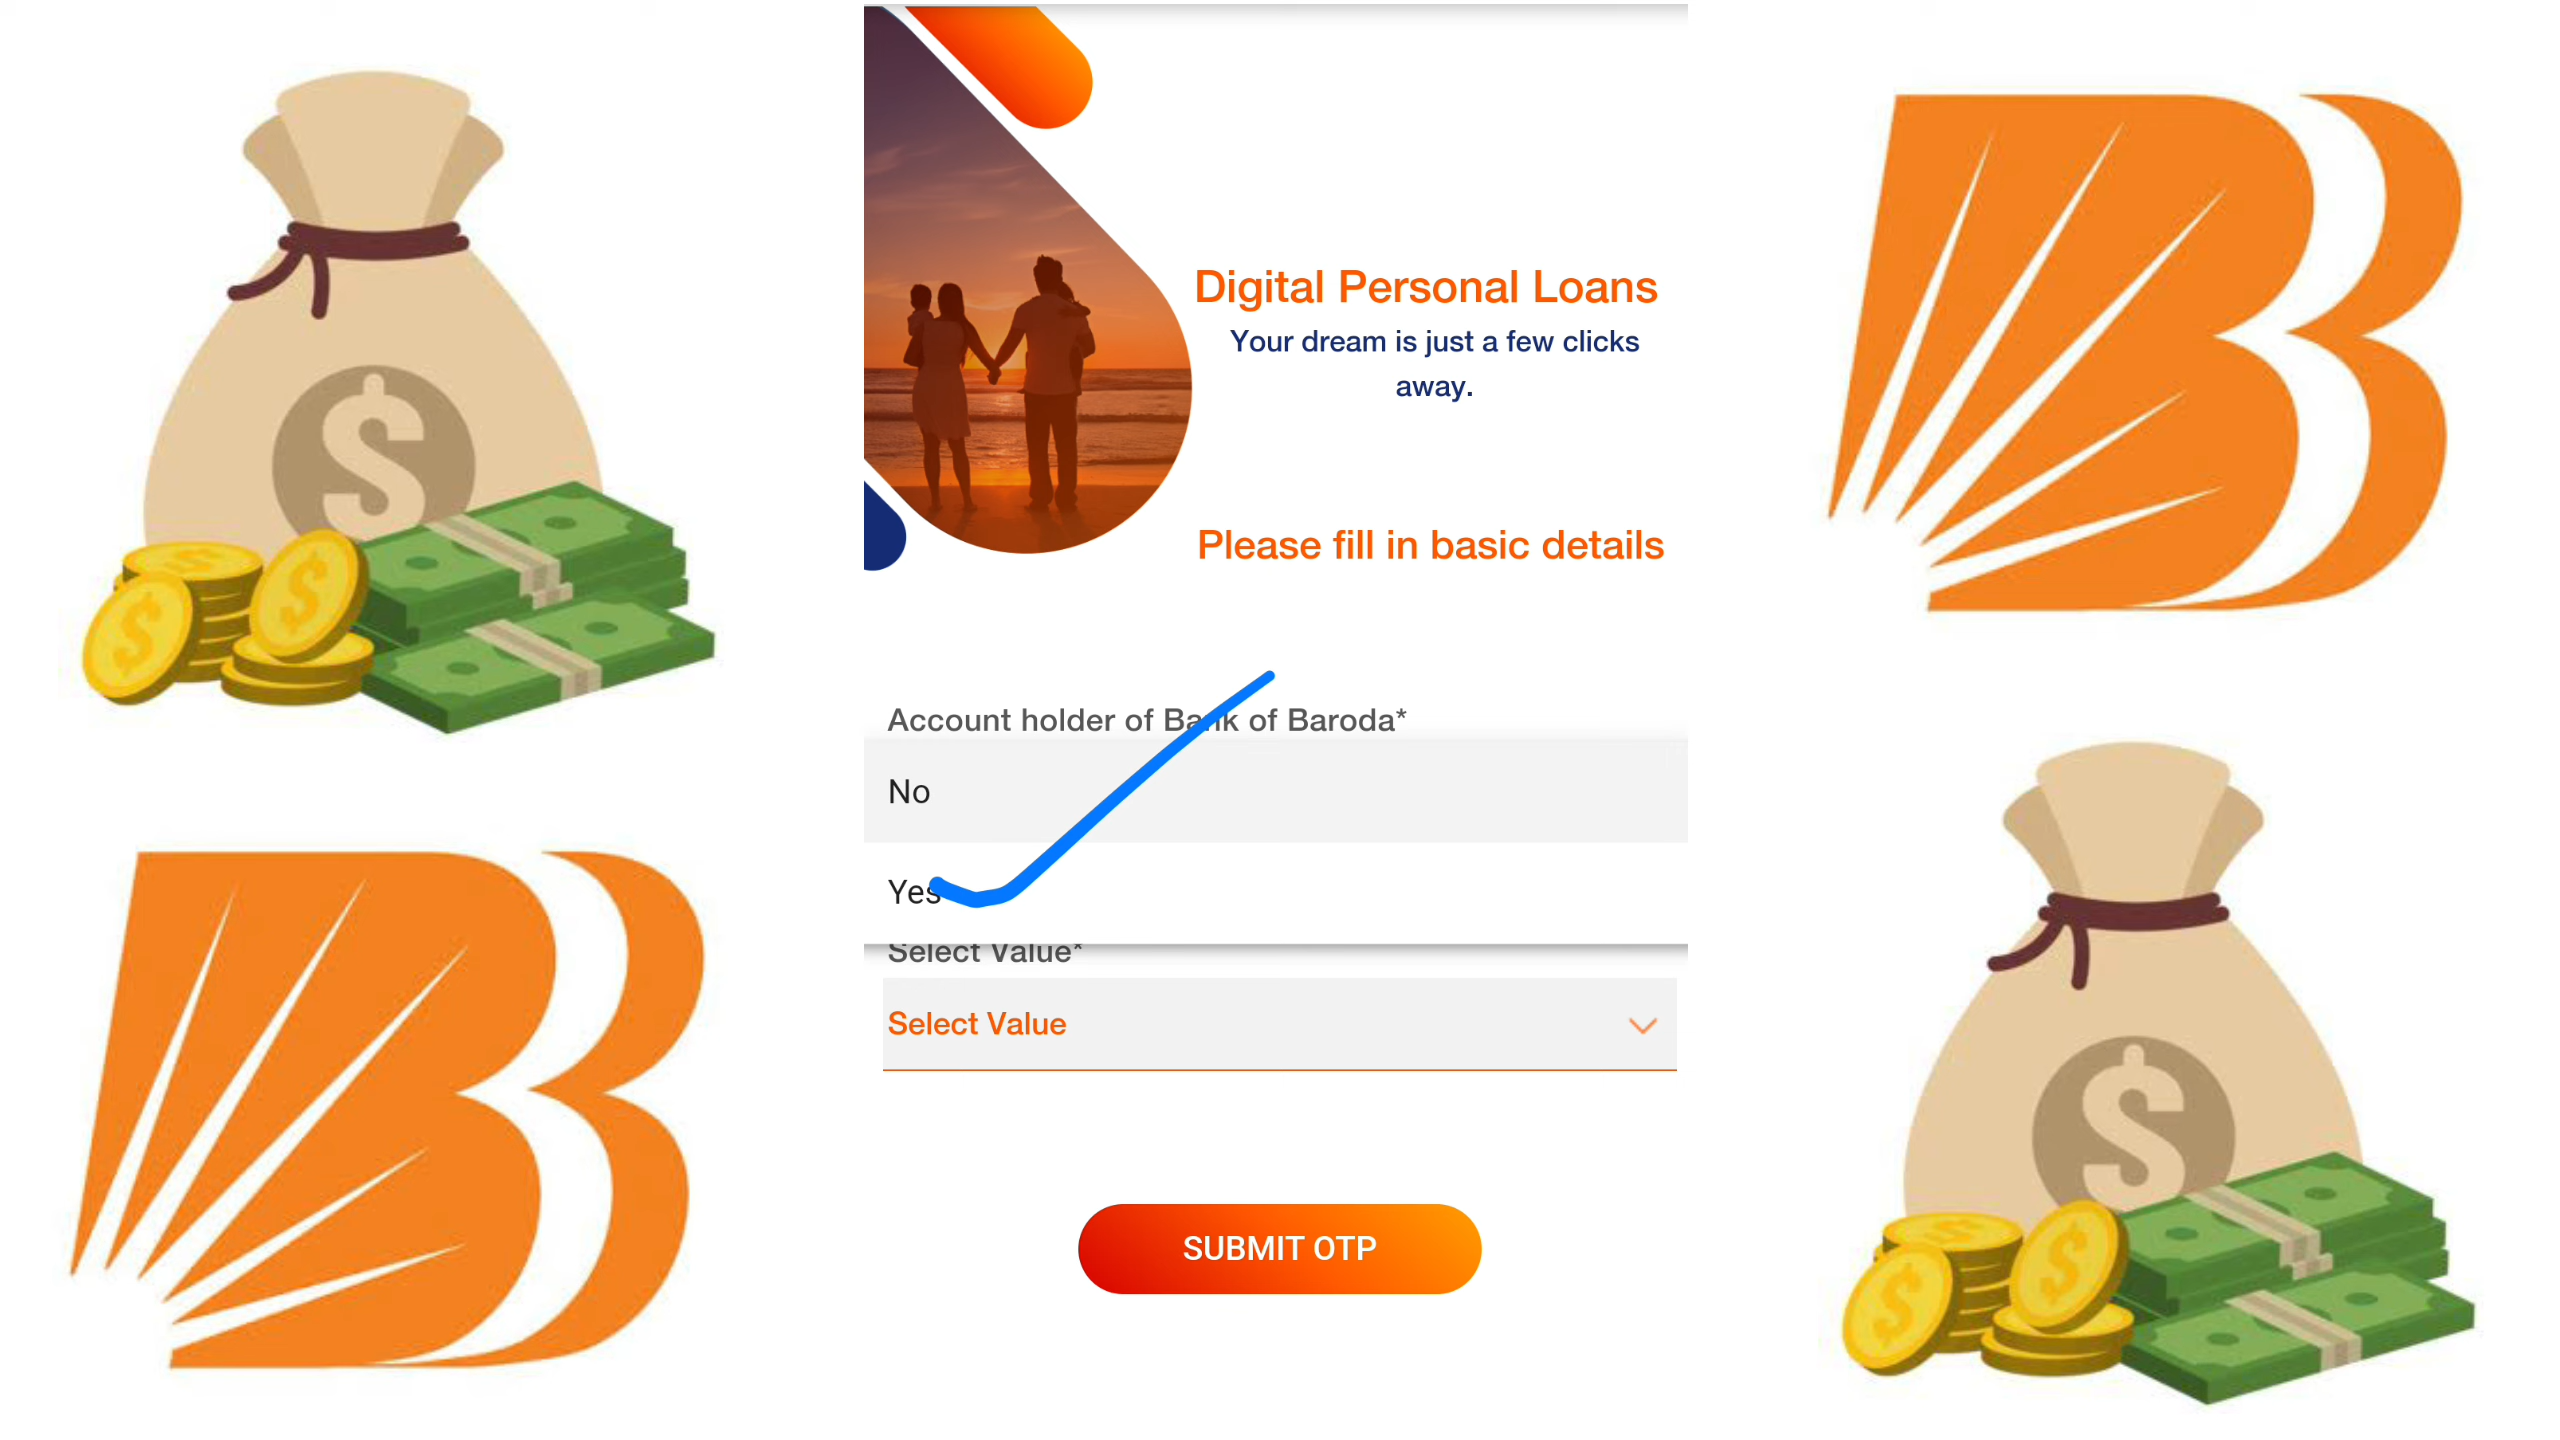 Digital Personal Loans
Your dream is just a few clicks
away.
Please fill in basic details
Account holder of Bank of Baroda*
No
Yes
Select Value*
Select Value
SUBMIT OTP